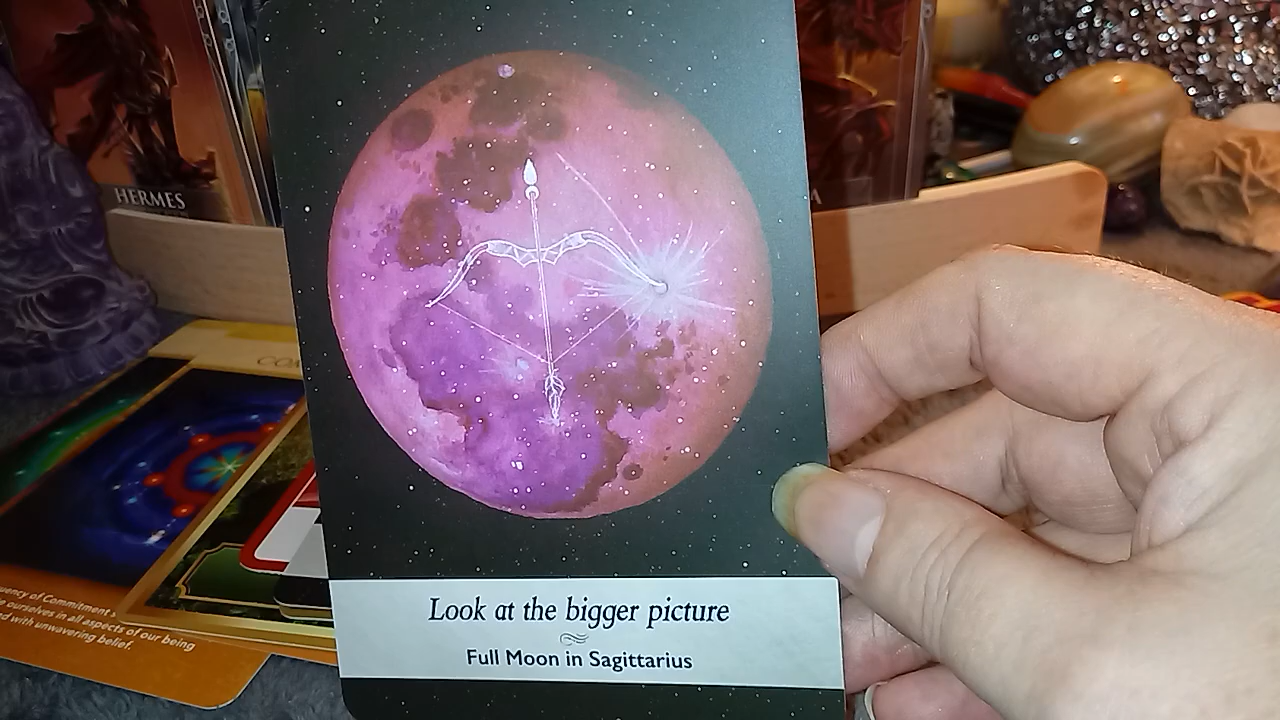 HERMES
Look at the bigger picture
Full Moon in Sagittarius
uency of Commitment
ourselves in all aspects of our being
d with unwavering belief.